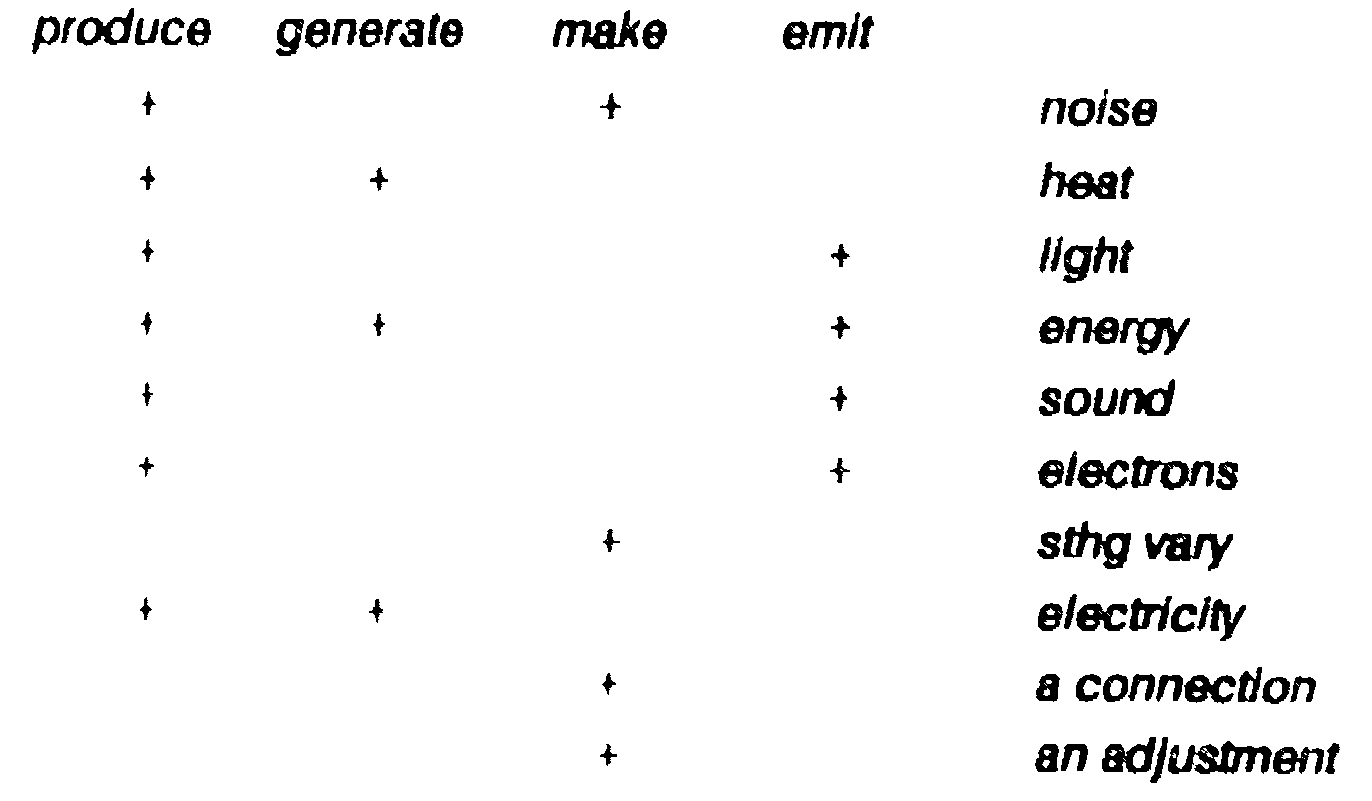 produce generate make emit
+ + noise
+ + heat
+ + light
+ + + energy
+ + sound
+ + electrons
+ sthg vary
+ + electricity
+ a connection
+ an adjustment